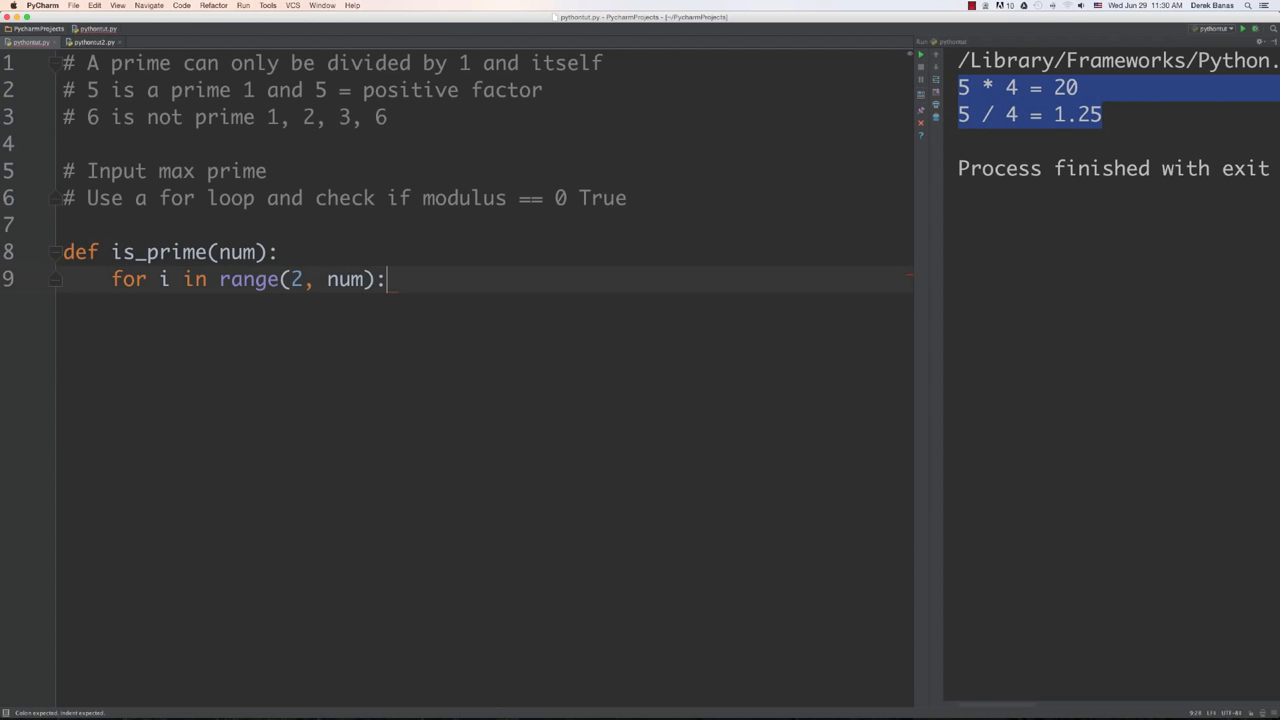 PyCharm File Edit View Navigate Code Refactor Run Tools VCS Window Help
10 Wed Jun 29 11:30 AM Derek Banas
pythontut.py - PyCharmProjects - [~/PycharmProjects]
PycharmProjects pythontut.py
pythontut
pythontut.py pythontut2.py
Run pythontut
1 # A prime can only be divided by 1 and itself
2 # 5 is a prime 1 and 5 = positive factor
3 # 6 is not prime 1, 2, 3, 6
4
5 # Input max prime
6 # Use a for loop and check if modulus == 0 True
7
8 def is_prime(num):
9 for i in range(2, num):
/Library/Frameworks/Python.
5 * 4 = 20
5 / 4 = 1.25
Process finished with exit
Colon expected. Indent expected.
9:28 LF≠ UTF-8≠